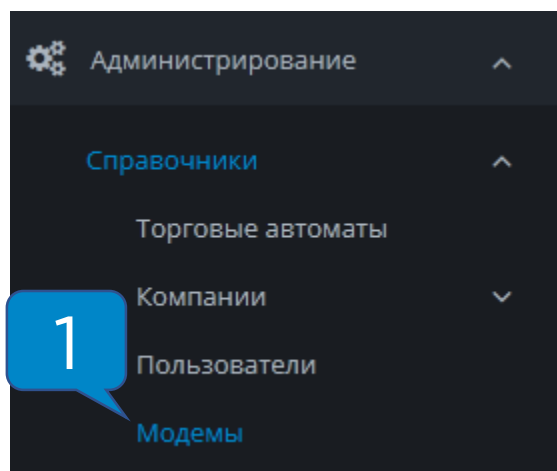 Администрирование
Справочники
Торговые автоматы
Компании
1
Пользователи
Модемы